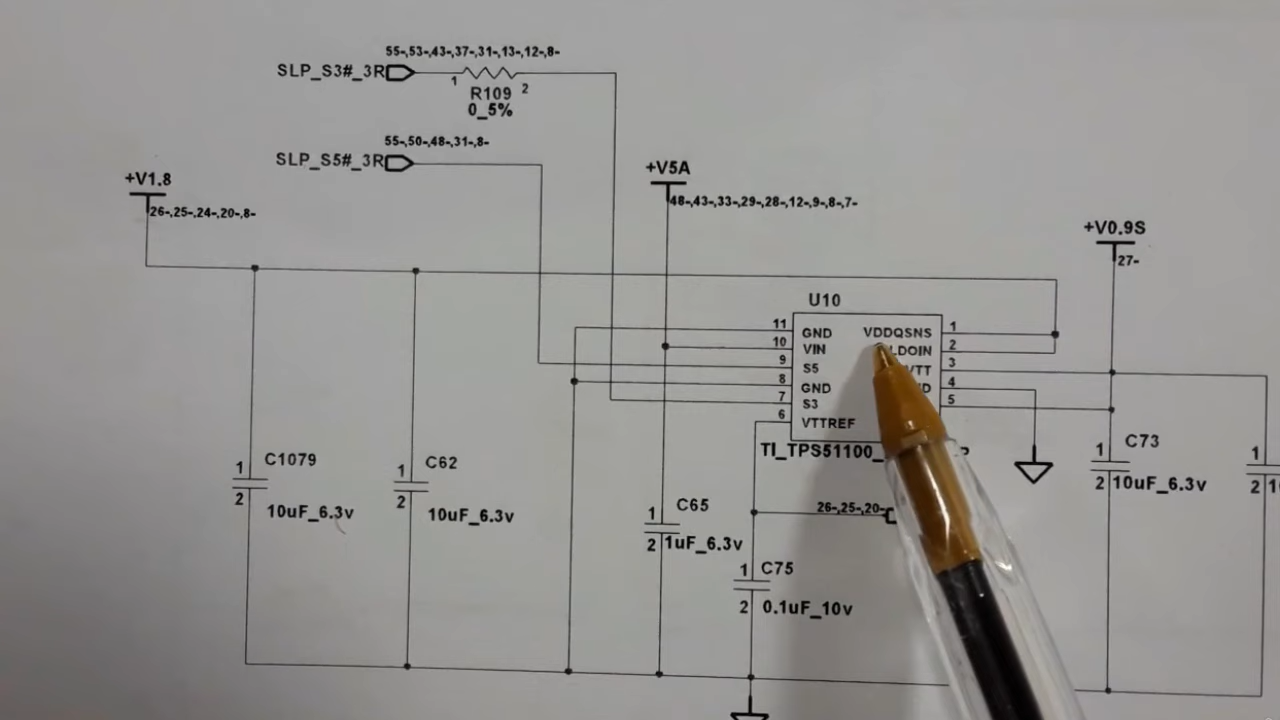 55-,53-,43-,37-,31-,13-,12-,8-
SLP_S3#_3R
1
2
R109
0_5%
55-,50-,48-,31-,8-
SLP_S5#_3R
+V1.8
26-,25-,24-,20-,8-
+V5A
48-,43-,33-,29-,28-,12-,9-,8-,7-
+V0.9S
27-
U10
11 GND VDDQSNS 1
10 VIN LDOIN 2
9 S5 VTT 3
8 GND 4
7 S3 5
6 VTTREF
TI_TPS51100_
1 C1079
2 10uF_6.3v
1 C62
2 10uF_6.3v
1 C65
2 1uF_6.3v
26-,25-,20-
1 C75
2 0.1uF_10v
1 C73
2 10uF_6.3v
1
2